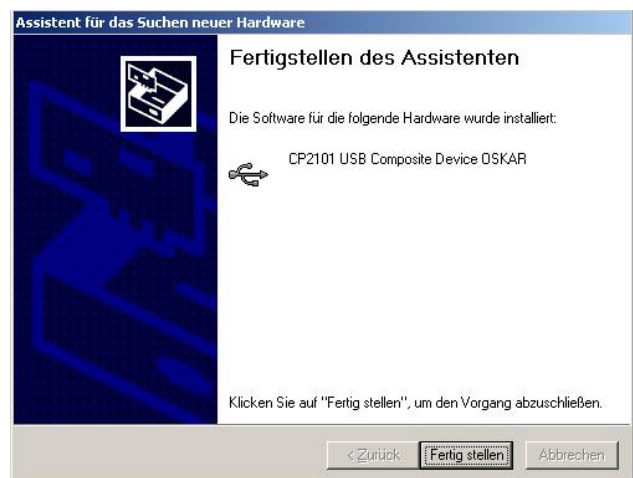 Assistent für das Suchen neuer Hardware
Fertigstellen des Assistenten
Die Software für die folgende Hardware wurde installiert:
CP2101 USB Composite Device OSKAR
Klicken Sie auf "Fertig stellen", um den Vorgang abzuschließen.
< Zurück Fertig stellen Abbrechen